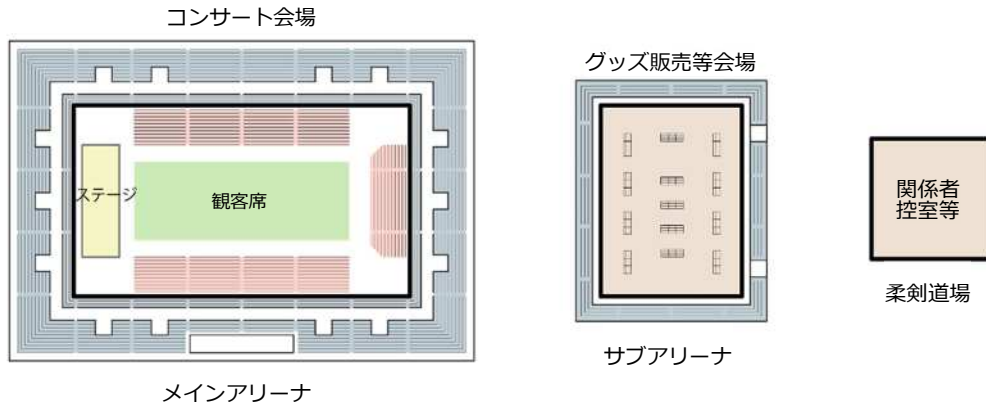 コンサート会場
グッズ販売等会場
ステージ
観客席
関係者
控室等
柔剣道場
サブアリーナ
メインアリーナ